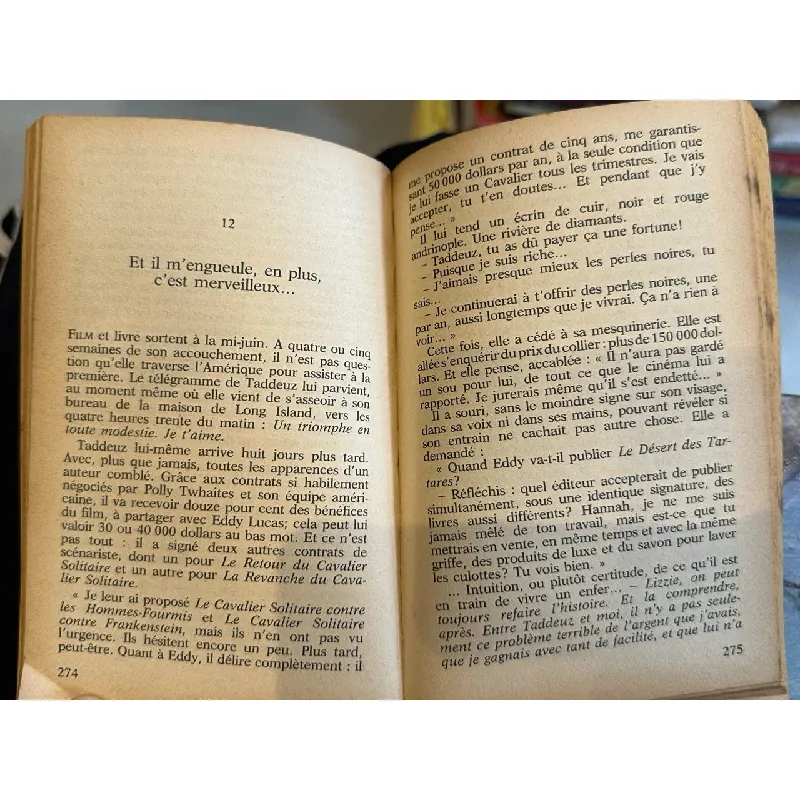 12
Et il m'engueule, en plus,
c'est merveilleux...
FILM et livre sortent à la mi-juin. A quatre ou cinq
semaines de son accouchement, il n'est pas ques-
tion qu'elle traverse l'Amérique pour assister à la
première. Le télégramme de Taddeuz lui parvient,
au moment même où elle vient de s'asseoir à son
bureau de la maison de Long Island, vers les
quatre heures trente du matin : Un triomphe en
toute modestie. Je t'aime.
Taddeuz lui-même arrive huit jours plus tard.
Avec, plus que jamais, toutes les apparences d'un
auteur comblé. Grâce aux contrats si habilement
négociés par Polly Twhaites et son équipe améri-
caine, il va recevoir douze pour cent des bénéfices
du film, à partager avec Eddy Lucas; cela peut lui
valoir 30 ou 40 000 dollars au bas mot. Et ce n'est
pas tout : il a signé deux autres contrats de
scénariste, dont un pour Le Retour du Cavalier
Solitaire et un autre pour La Revanche du Cava-
lier Solitaire.
« Je leur ai proposé Le Cavalier Solitaire contre
les Hommes-Fourmis et Le Cavalier Solitaire
contre Frankenstein, mais ils n'en ont pas vu
l'urgence. Ils hésitent encore un peu. Plus tard,
peut-être. Quant à Eddy, il délire complètement : il
274
me propose un contrat de cinq ans, me garantis-
sant 50 000 dollars par an, à la seule condition que
je lui fasse un Cavalier tous les trimestres. Je vais
accepter, tu t'en doutes... Et pendant que j'y
pense... »
Il lui tend un écrin de cuir, noir et rouge
andrinople. Une rivière de diamants.
– Taddeuz, tu as dû payer ça une fortune!
– Puisque je suis riche...
– J'aimais presque mieux les perles noires, tu
sais...
– Je continuerai à t'offrir des perles noires, une
par an, aussi longtemps que je vivrai. Ça n'a rien à
voir... »
Cette fois, elle a cédé à sa mesquinerie. Elle est
allée s'enquérir du prix du collier : plus de 150 000 dol-
lars. Et elle pense, accablée : « Il n'aura pas gardé
un sou pour lui, de tout ce que le cinéma lui a
rapporté. Je jurerais même qu'il s'est endetté... »
Il a souri, sans le moindre signe sur son visage,
dans sa voix ni dans ses mains, pouvant révéler si
son entrain ne cachait pas autre chose. Elle a
demandé :
« Quand Eddy va-t-il publier Le Désert des Tar-
tares?
– Réfléchis : quel éditeur accepterait de publier
simultanément, sous une identique signature, des
livres aussi différents? Hannah, je ne me suis
jamais mêlé de ton travail, mais est-ce que tu
mettrais en vente, en même temps et avec la même
griffe, des produits de luxe et du savon pour laver
les culottes? Tu vois bien. »
... Intuition, ou plutôt certitude, de ce qu'il est
en train de vivre un enfer... – Lizzie, on peut
toujours refaire l'histoire. Et la comprendre,
après. Entre Taddeuz et moi, il n'y a pas seule-
ment ce problème terrible de l'argent que j'avais,
que je gagnais avec tant de facilité, et que lui n'a
275